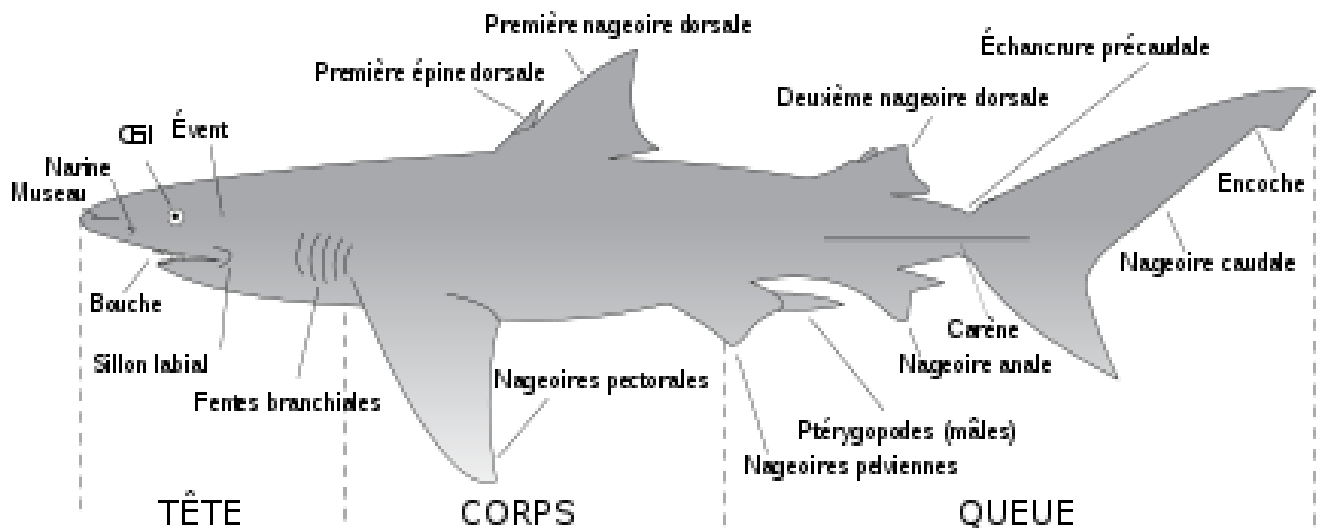 Première nageoire dorsale
Échancrure précaudale
Première épine dorsale
Deuxième nageoire dorsale
Œil
Évent
Narine
Museau
Encoche
Nageoire caudale
Bouche
Carène
Sillon labial
Nageoire anale
Nageoires pectorales
Fentes branchiales
Ptérygopodes (mâles)
Nageoires pelviennes
TÊTE
CORPS
QUEUE